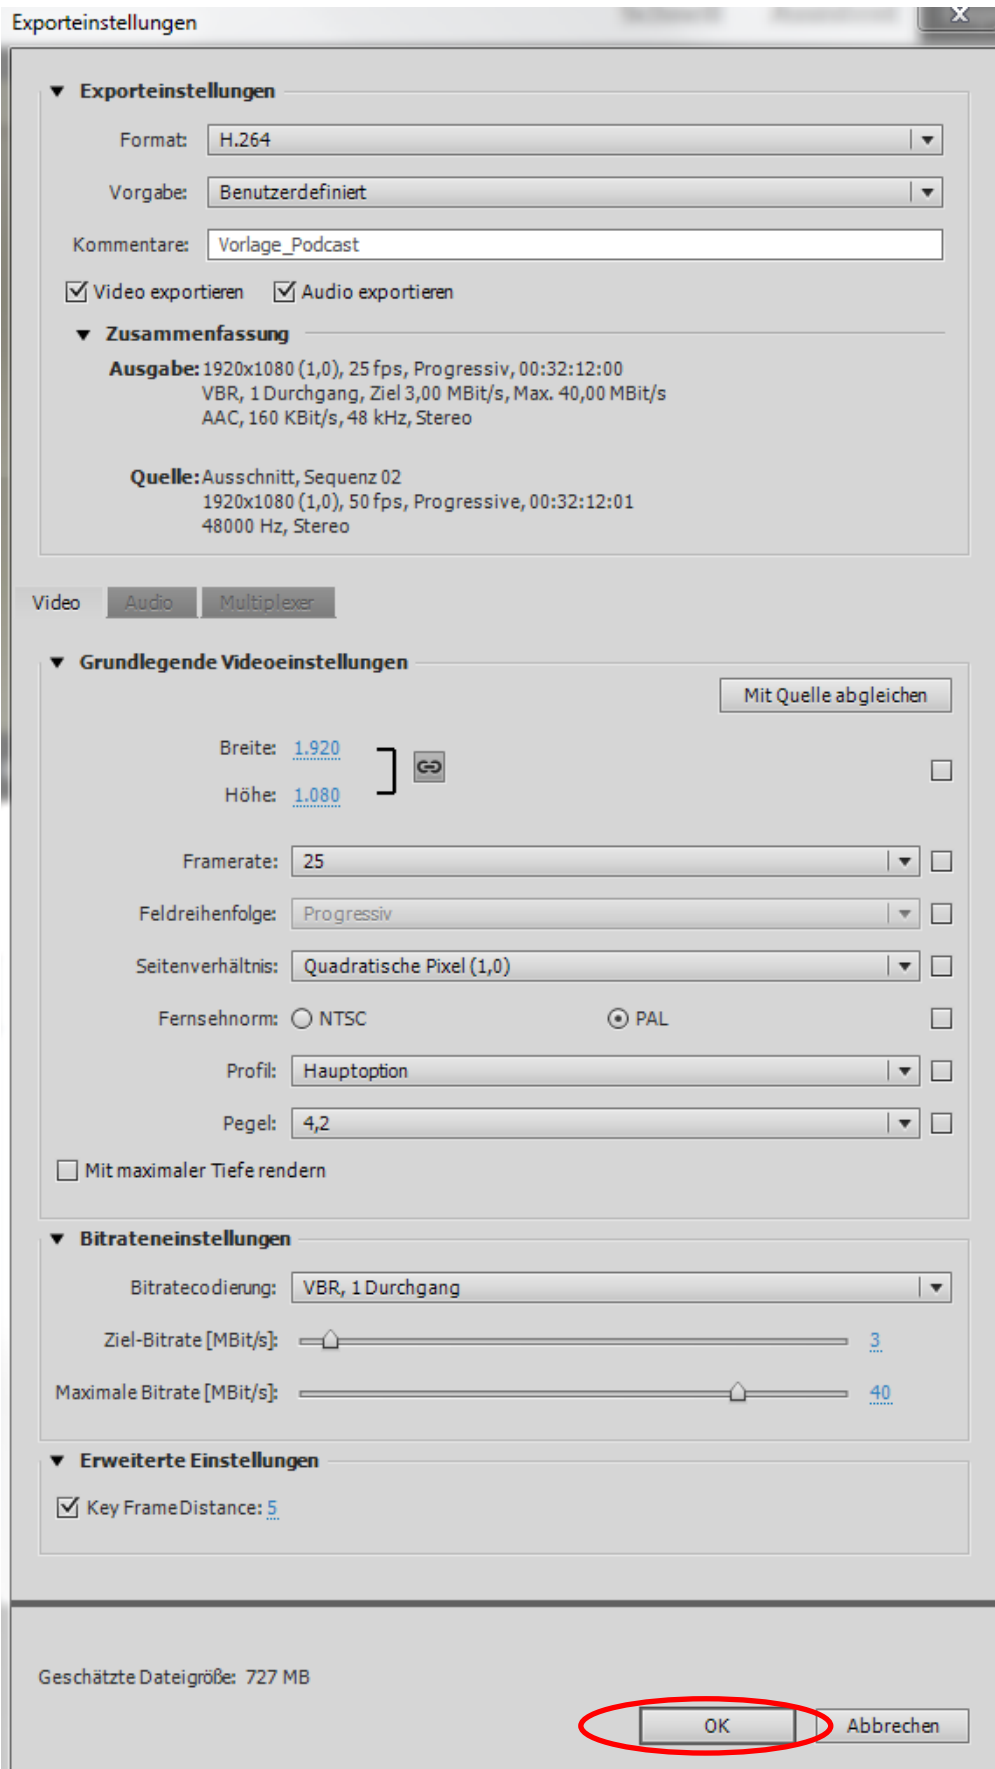 Exporteinstellungen
X
Exporteinstellungen
Format: H.264
Vorgabe: Benutzerdefiniert
Kommentare: Vorlage_Podcast
Video exportieren Audio exportieren
Zusammenfassung
Ausgabe: 1920x1080 (1,0), 25 fps, Progressiv, 00:32:12:00
VBR, 1 Durchgang, Ziel 3,00 MBit/s, Max. 40,00 MBit/s
AAC, 160 KBit/s, 48 kHz, Stereo
Quelle: Ausschnitt, Sequenz 02
1920x1080 (1,0), 50 fps, Progressive, 00:32:12:01
48000 Hz, Stereo
Video Audio Multiplexer
Grundlegende Videoeinstellungen
Mit Quelle abgleichen
Breite: 1.920
Höhe: 1.080
Framerate: 25
Feldreihenfolge: Progressiv
Seitenverhältnis: Quadratische Pixel (1,0)
Fernsehnorm: NTSC PAL
Profil: Hauptoption
Pegel: 4,2
Mit maximaler Tiefe rendern
Bitrateneinstellungen
Bitratecodierung: VBR, 1 Durchgang
Ziel-Bitrate [MBit/s]: 3
Maximale Bitrate [MBit/s]: 40
Erweiterte Einstellungen
Key Frame Distance: 5
Geschätzte Dateigröße: 727 MB
OK Abbrechen